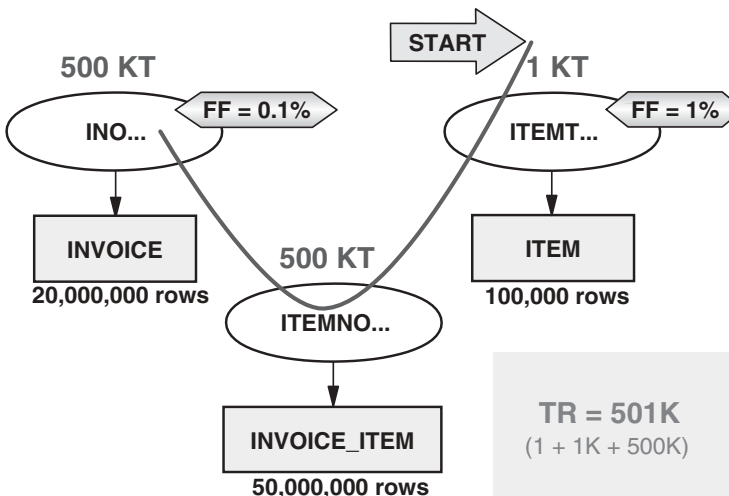 START
500 KT
1 KT
FF = 0.1%
FF = 1%
INO...
ITEMT...
INVOICE
ITEM
20,000,000 rows
100,000 rows
500 KT
ITEMNO...
INVOICE_ITEM
50,000,000 rows
TR = 501K
(1 + 1K + 500K)